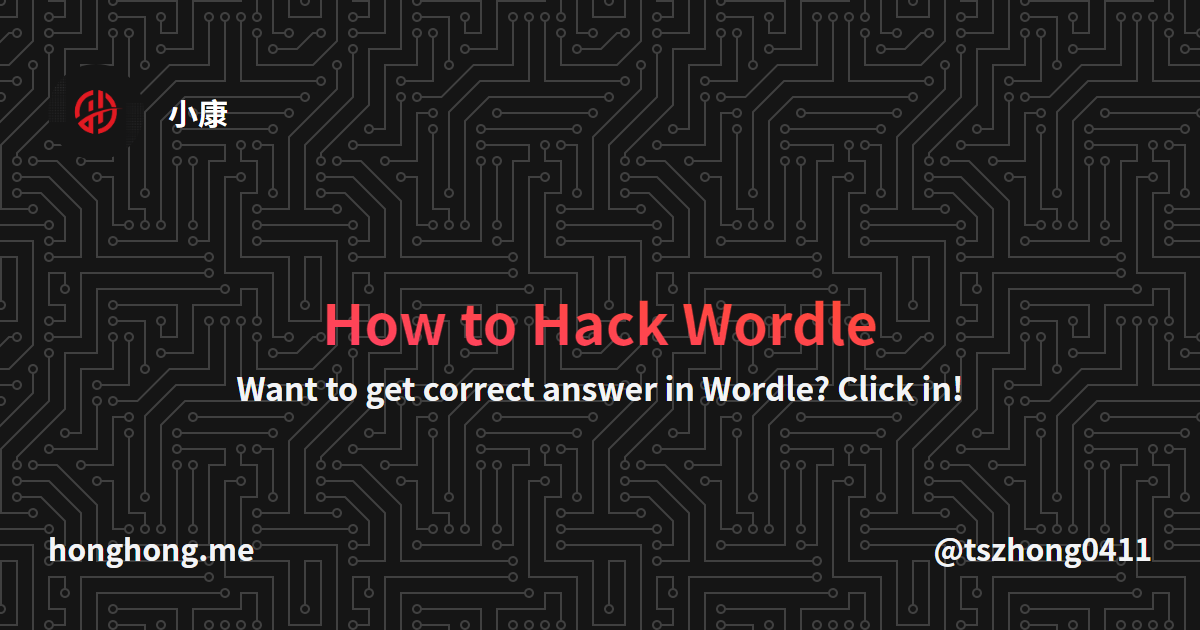 小康
How to Hack Wordle
Want to get correct answer in Wordle? Click in!
honghong.me
@tszhong0411